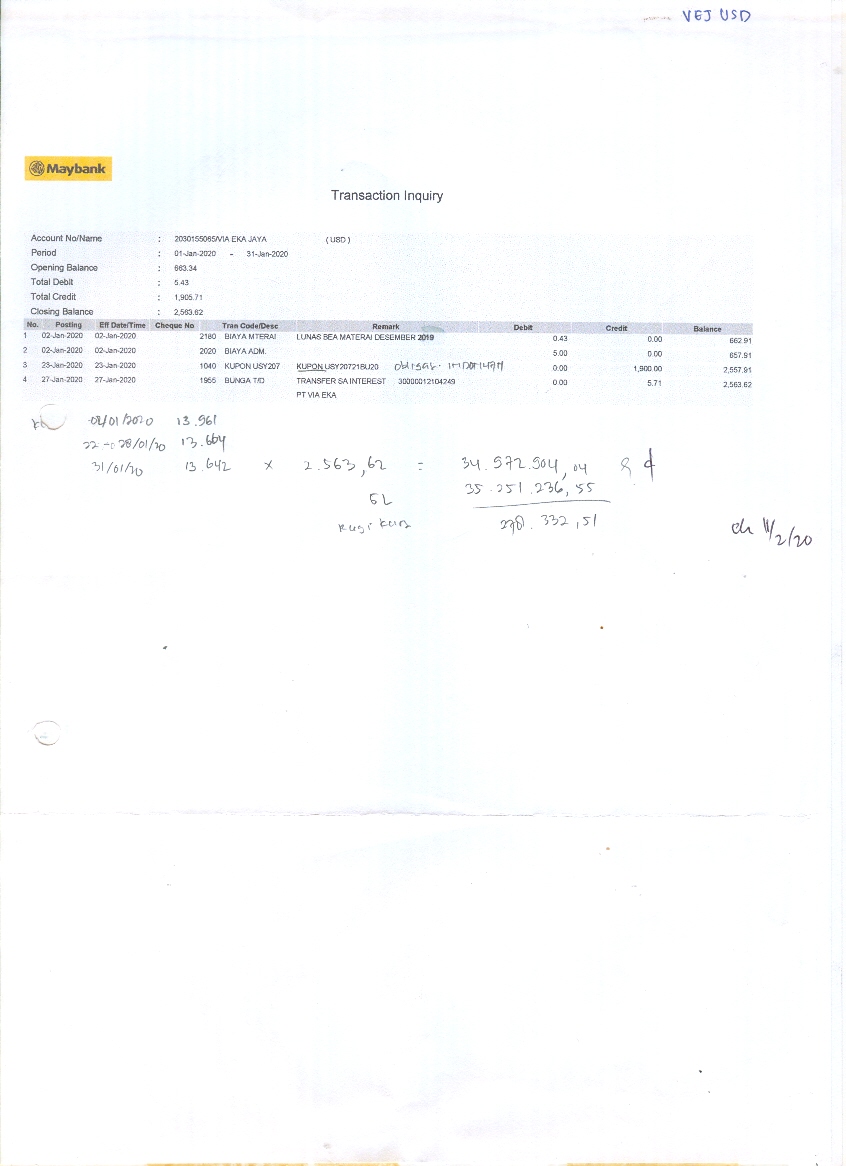 VEJ USD
Maybank
Transaction Inquiry
Account No/Name : 2030155065/VIA EKA JAYA ( USD )
Period : 01-Jan-2020 - 31-Jan-2020
Opening Balance : 663.34
Total Debit : 5.43
Total Credit : 1,905.71
Closing Balance : 2,563.62
No. Posting Eff Date/Time Cheque No Tran Code/Desc Remark Debit Credit Balance
1 02-Jan-2020 02-Jan-2020 2180 BIAYA MTERAI LUNAS BEA MATERAI DESEMBER 2019 0.43 0.00 662.91
2 02-Jan-2020 02-Jan-2020 2020 BIAYA ADM. 5.00 0.00 657.91
3 23-Jan-2020 23-Jan-2020 1040 KUPON USY207 KUPON USY20721BU20 0.00 1,900.00 2,557.91
4 27-Jan-2020 27-Jan-2020 1955 BUNGA T/D TRANSFER SA INTEREST 30000012104249 0.00 5.71 2,563.62
PT VIA EKA
02/01/2020 13.961
22 - 28/01/20 13.664
31/01/20 13.642 x 2.563,62 = 34.972.904,04
GL 35.251.236,55
Rugi kurs 278.332,51
11/2/20